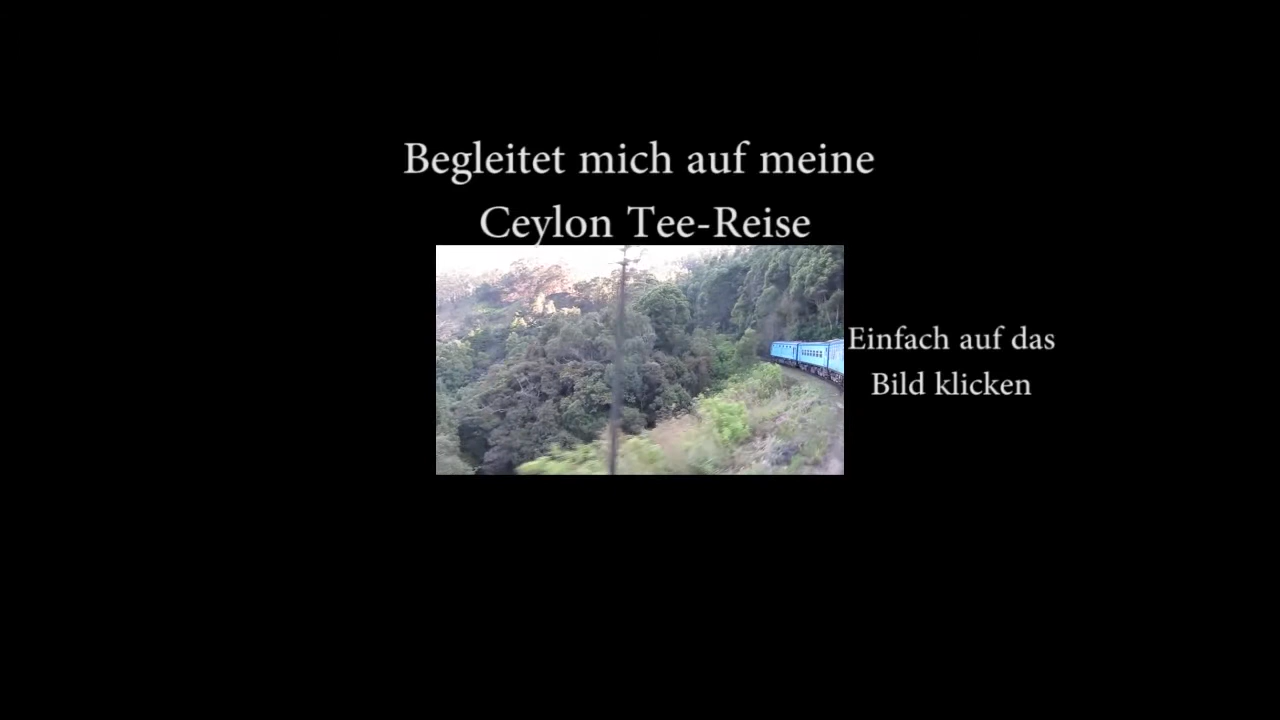 Begleitet mich auf meine
Ceylon Tee-Reise
Einfach auf das
Bild klicken